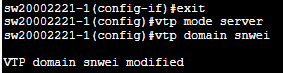 sw20002221-1(config-if)#exit
sw20002221-1(config)#vtp mode server
sw20002221-1(config)#vtp domain snwei
VTP domain snwei modified